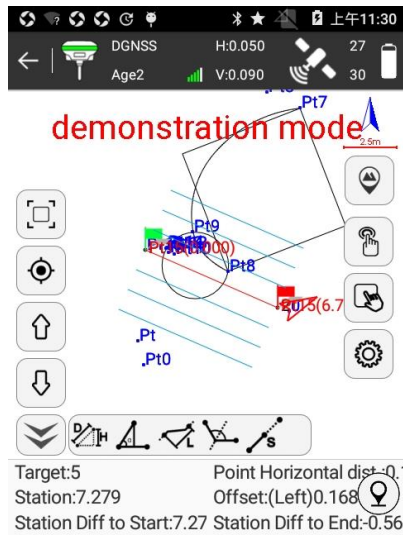 上午11:30
DGNSS H:0.050 27
Age2 V:0.090 30
Pt7
demonstration mode
2.5m
Pt9
Pt8
Pt
Pt0
D H L S
Target:5 Point Horizontal dist
Station:7.279 Offset:(Left)0.168
Station Diff to Start:7.27 Station Diff to End:-0.56